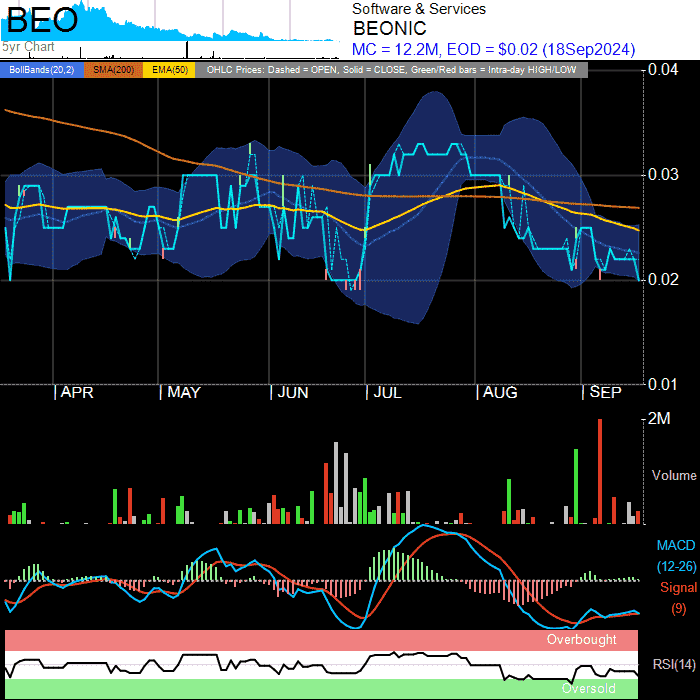 BEO
5yr Chart
Software & Services
BEONIC
MC = 12.2M, EOD = $0.02 (18Sep2024)
BollBands(20,2) SMA(200) EMA(50) OHLC Prices: Dashed = OPEN, Solid = CLOSE, Green/Red bars = Intra-day HIGH/LOW
0.04
0.03
0.02
0.01
APR MAY JUN JUL AUG SEP
2M
Volume
MACD
(12-26)
Signal
(9)
Overbought
RSI(14)
Oversold